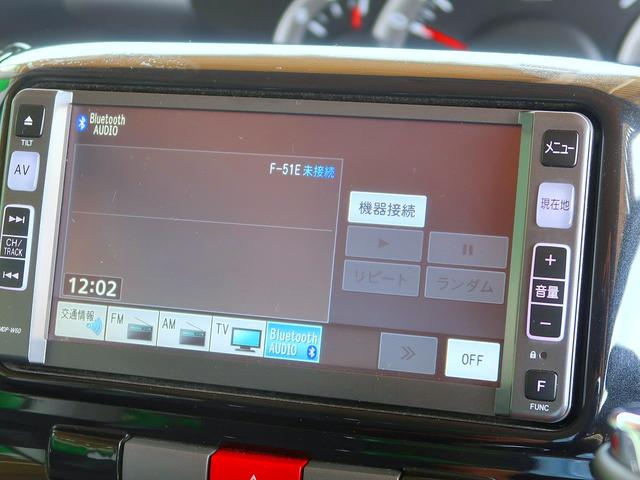 TILT
AV
CH/
TRACK
Bluetooth
AUDIO
F-51E 未接続
機器接続
リピート
ランダム
12:02
交通情報
FM
AM
TV
Bluetooth
AUDIO
OFF
メニュー
現在地
+
音量
-
F
FUNC